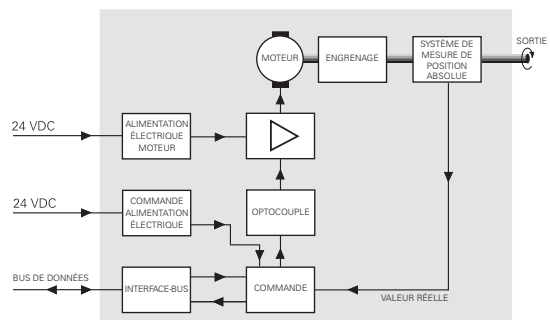 SORTIE
MOTEUR
ENGRENAGE
SYSTÈME DE
MESURE DE
POSITION
ABSOLUE
24 VDC
ALIMENTATION
ÉLECTRIQUE
MOTEUR
24 VDC
COMMANDE
ALIMENTATION
ÉLECTRIQUE
OPTOCOUPLE
BUS DE DONNÉES
INTERFACE-BUS
COMMANDE
VALEUR RÉELLE